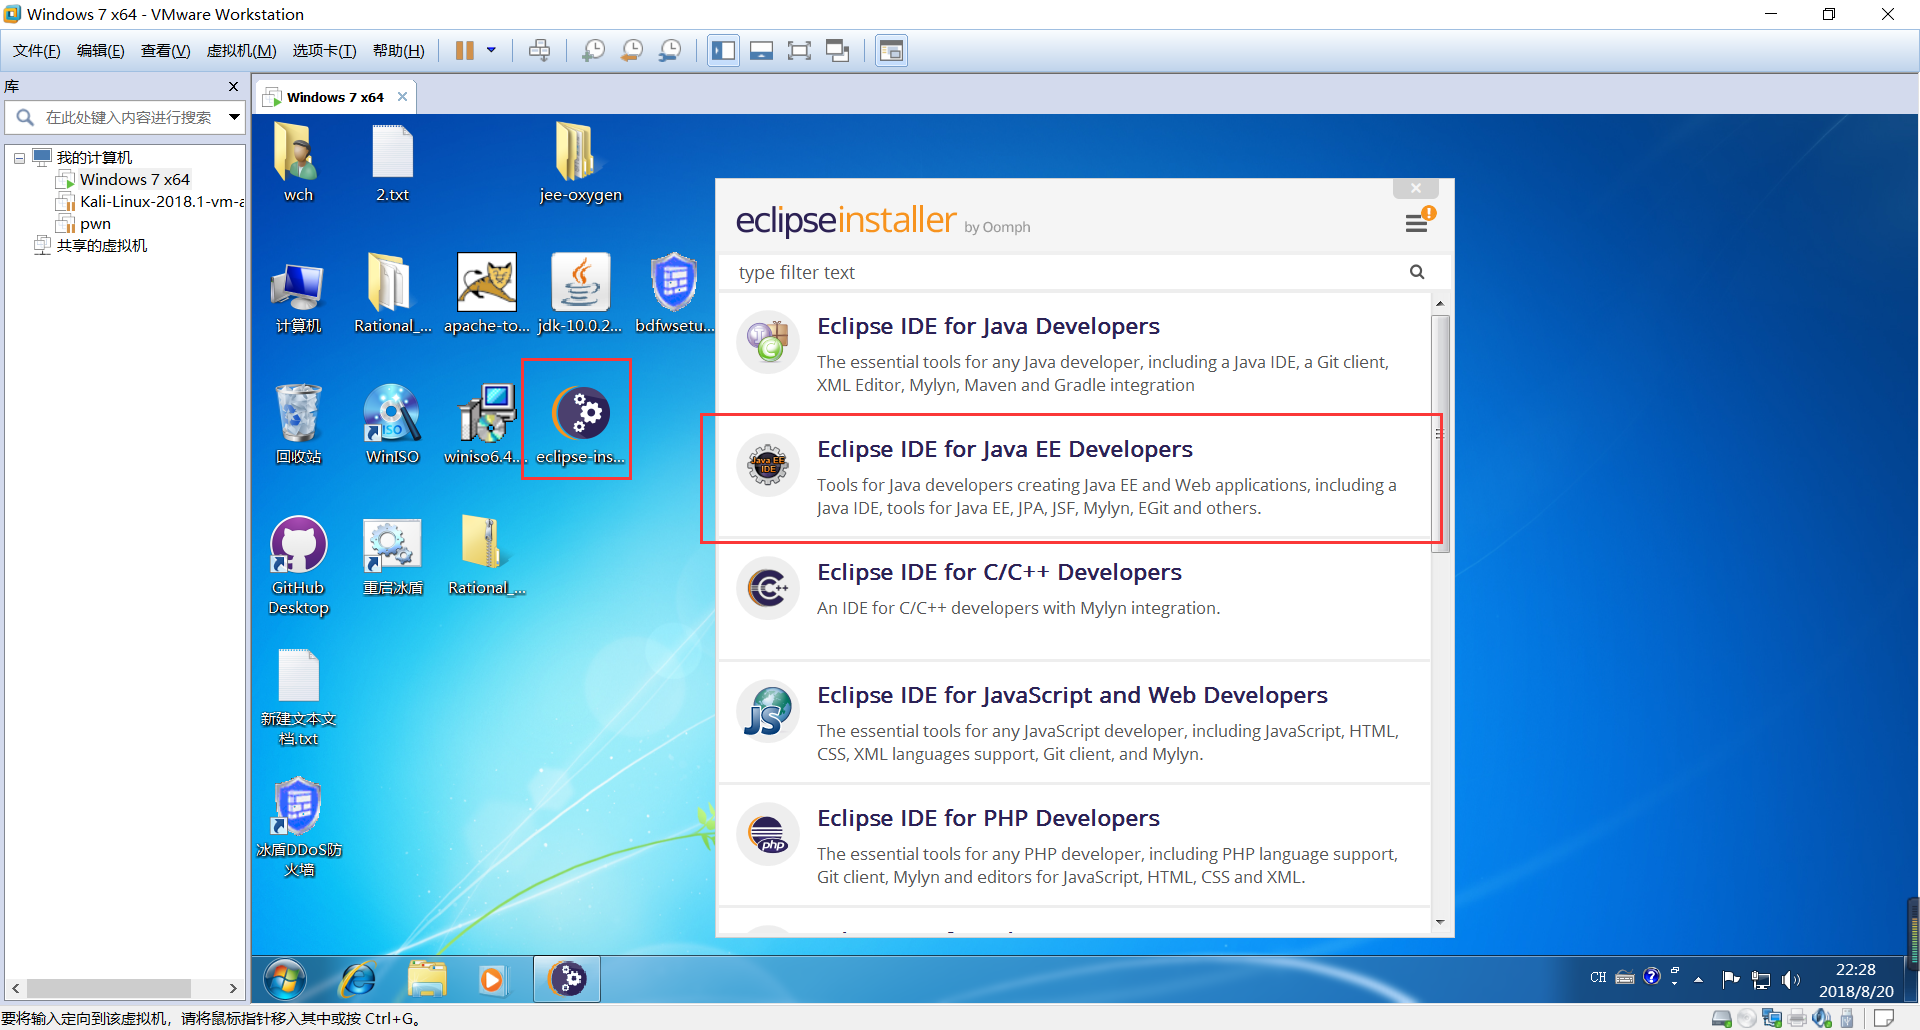 Windows 7 x64 - VMware Workstation
文件(F) 编辑(E) 查看(V) 虚拟机(M) 选项卡(T) 帮助(H)
库
在此处键入内容进行搜索
我的计算机
Windows 7 x64
Kali-Linux-2018.1-vm-a
pwn
共享的虚拟机
Windows 7 x64
wch
2.txt
jee-oxygen
计算机
Rational_...
apache-to...
jdk-10.0.2...
bdfwsetu...
回收站
WinISO
winiso6.4...
eclipse-ins...
GitHub
Desktop
重启冰盾
Rational_...
新建文本文
档.txt
冰盾DDoS防
火墙
eclipseinstaller by Oomph
type filter text
Eclipse IDE for Java Developers
The essential tools for any Java developer, including a Java IDE, a Git client,
XML Editor, Mylyn, Maven and Gradle integration
Java EE
IDE
Eclipse IDE for Java EE Developers
Tools for Java developers creating Java EE and Web applications, including a
Java IDE, tools for Java EE, JPA, JSF, Mylyn, EGit and others.
Eclipse IDE for C/C++ Developers
An IDE for C/C++ developers with Mylyn integration.
JS
Eclipse IDE for JavaScript and Web Developers
The essential tools for any JavaScript developer, including JavaScript, HTML,
CSS, XML languages support, Git client, and Mylyn.
php
Eclipse IDE for PHP Developers
The essential tools for any PHP developer, including PHP language support,
Git client, Mylyn and editors for JavaScript, HTML, CSS and XML.
CH
22:28
2018/8/20
要将输入定向到该虚拟机，请将鼠标指针移入其中或按 Ctrl+G。